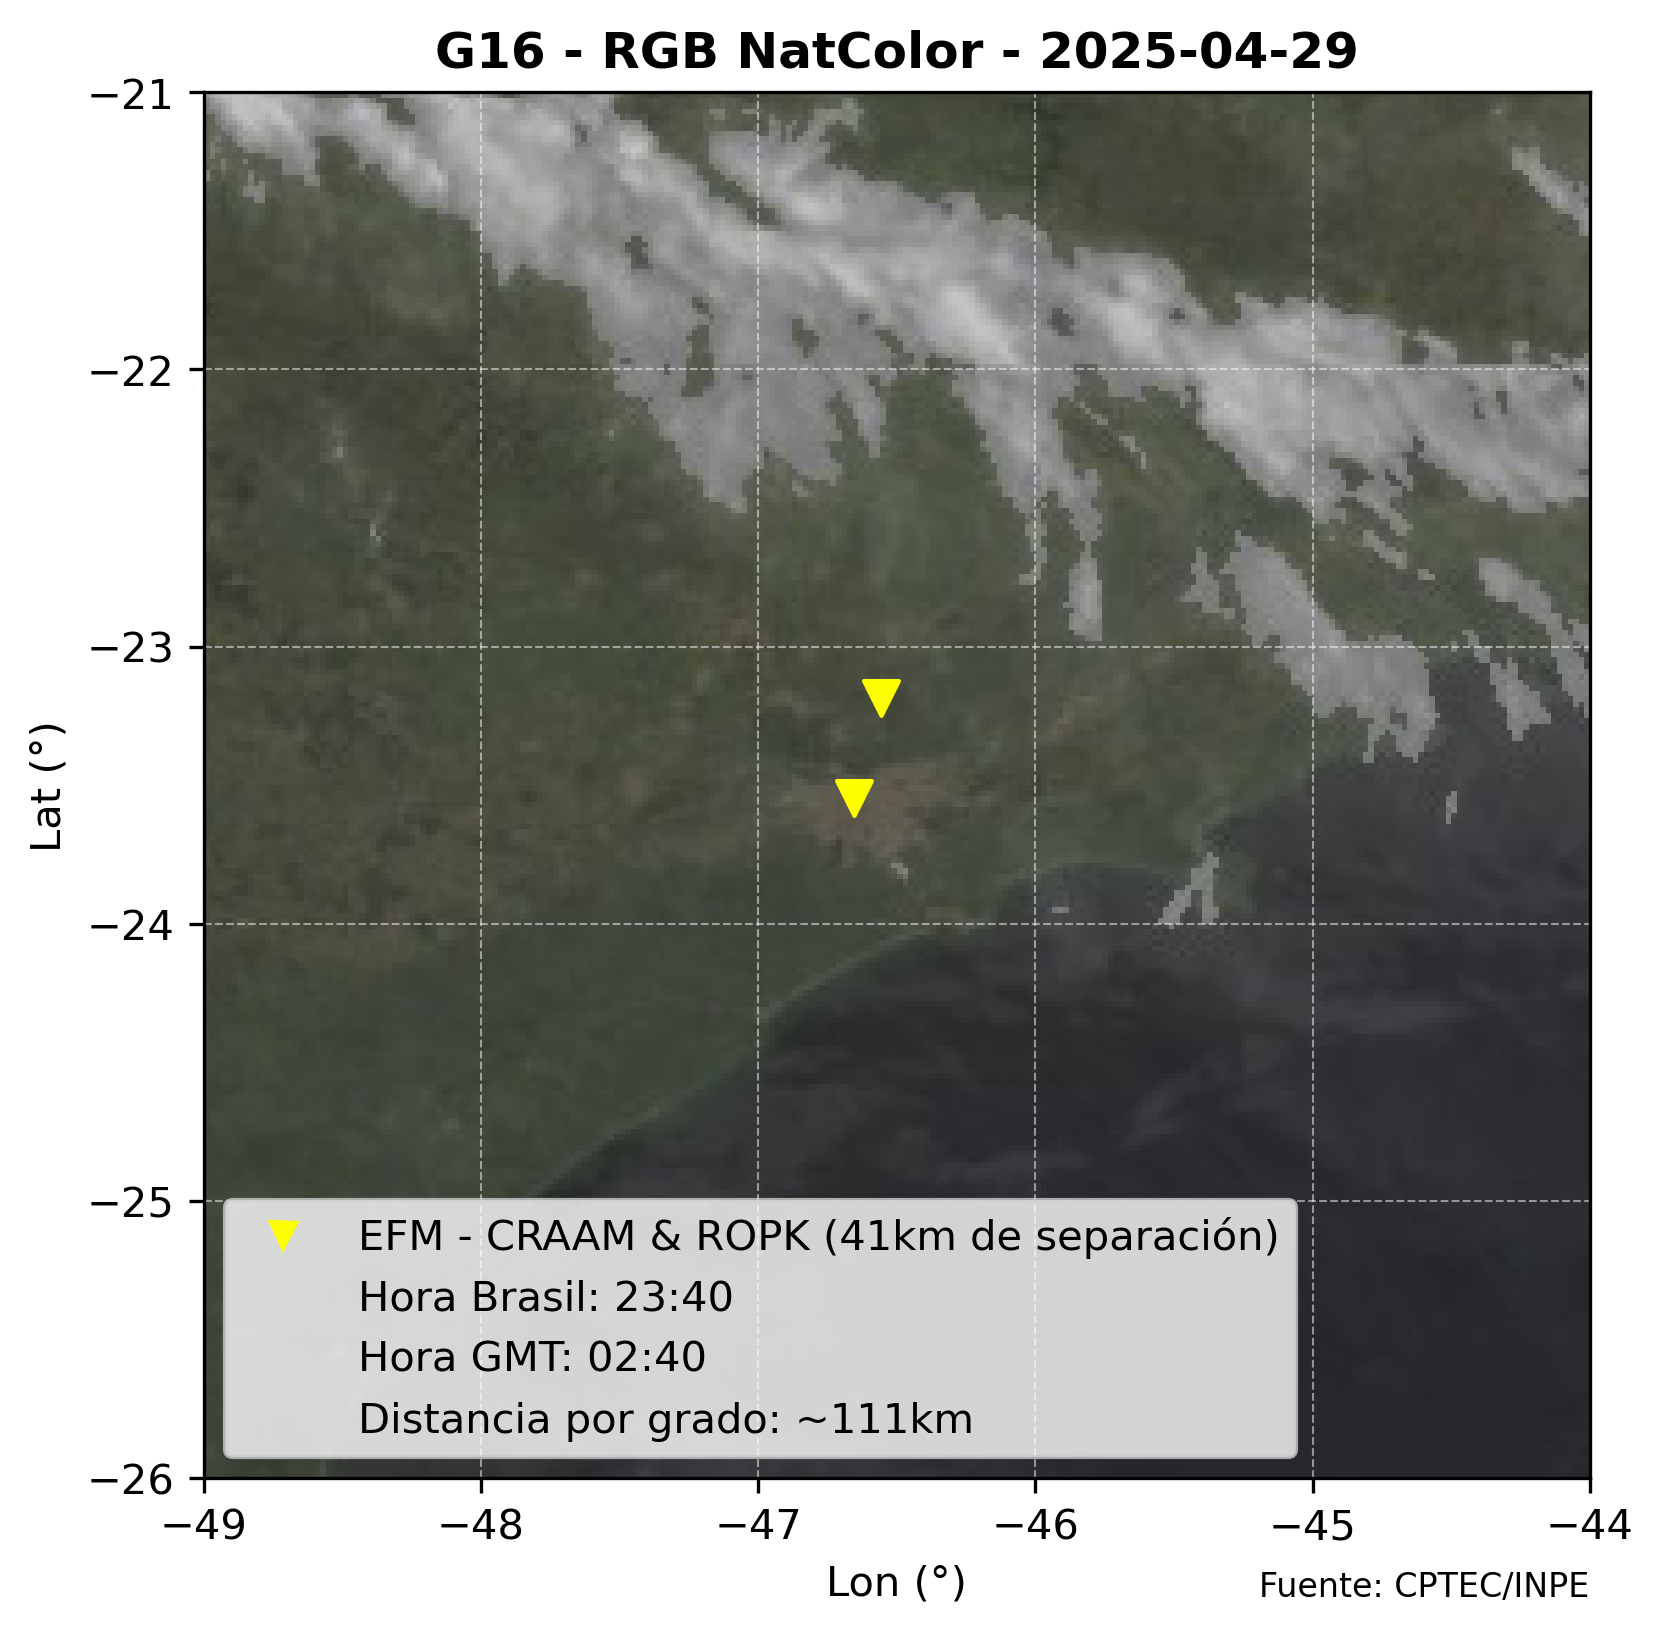 G16 - RGB NatColor - 2025-04-29
−21
−22
−23
−24
−25
−26
Lat (°)
EFM - CRAAM & ROPK (41km de separación)
Hora Brasil: 23:40
Hora GMT: 02:40
Distancia por grado: ~111km
−49
−48
−47
−46
−45
−44
Lon (°)
Fuente: CPTEC/INPE